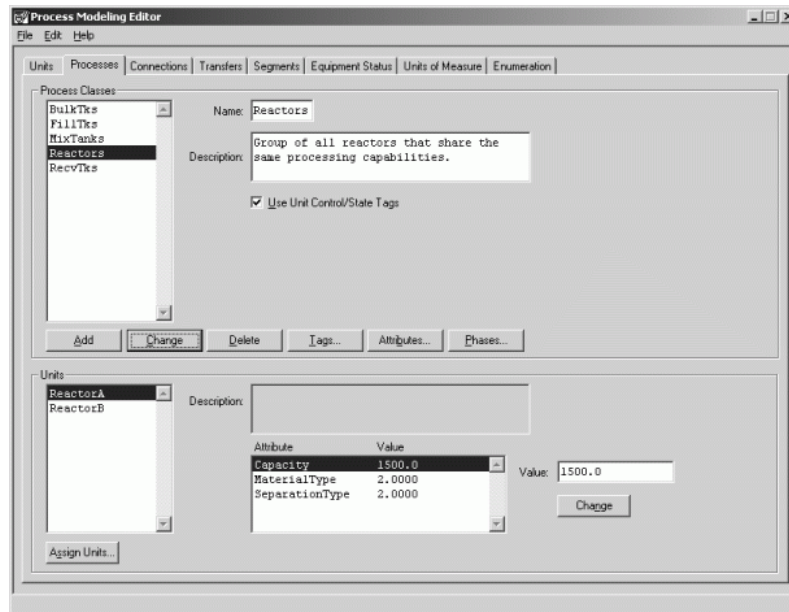 Process Modeling Editor
File Edit Help
Units Processes Connections Transfers Segments Equipment Status Units of Measure Enumeration
Process Classes
BulkTks
FillTks
MixTanks
Reactors
RecvTks
Name: Reactors
Description: Group of all reactors that share the
same processing capabilities.
Use Unit Control/State Tags
Add Change Delete Tags... Attributes... Phases...
Units
ReactorA
ReactorB
Description:
Attribute Value
Capacity 1500.0
MaterialType 2.0000
SeparationType 2.0000
Value: 1500.0
Change
Assign Units...